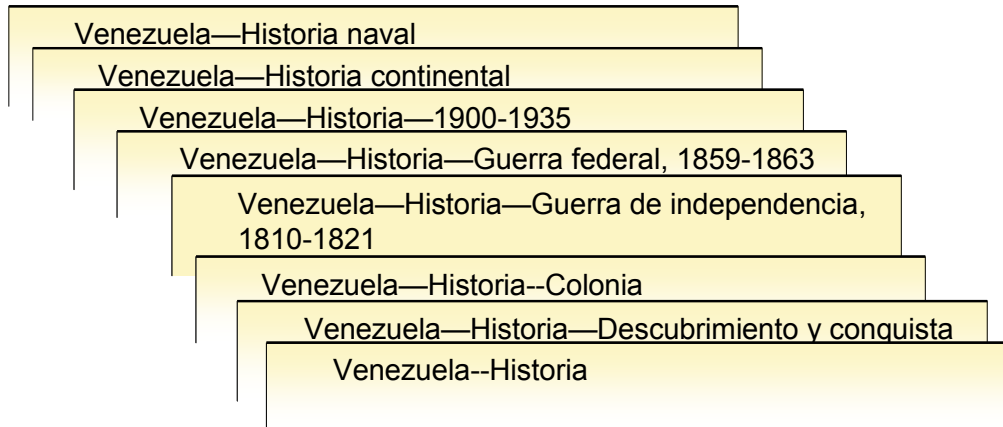 Venezuela—Historia naval
Venezuela—Historia continental
Venezuela—Historia—1900-1935
Venezuela—Historia—Guerra federal, 1859-1863
Venezuela—Historia—Guerra de independencia,
1810-1821
Venezuela—Historia--Colonia
Venezuela—Historia—Descubrimiento y conquista
Venezuela--Historia